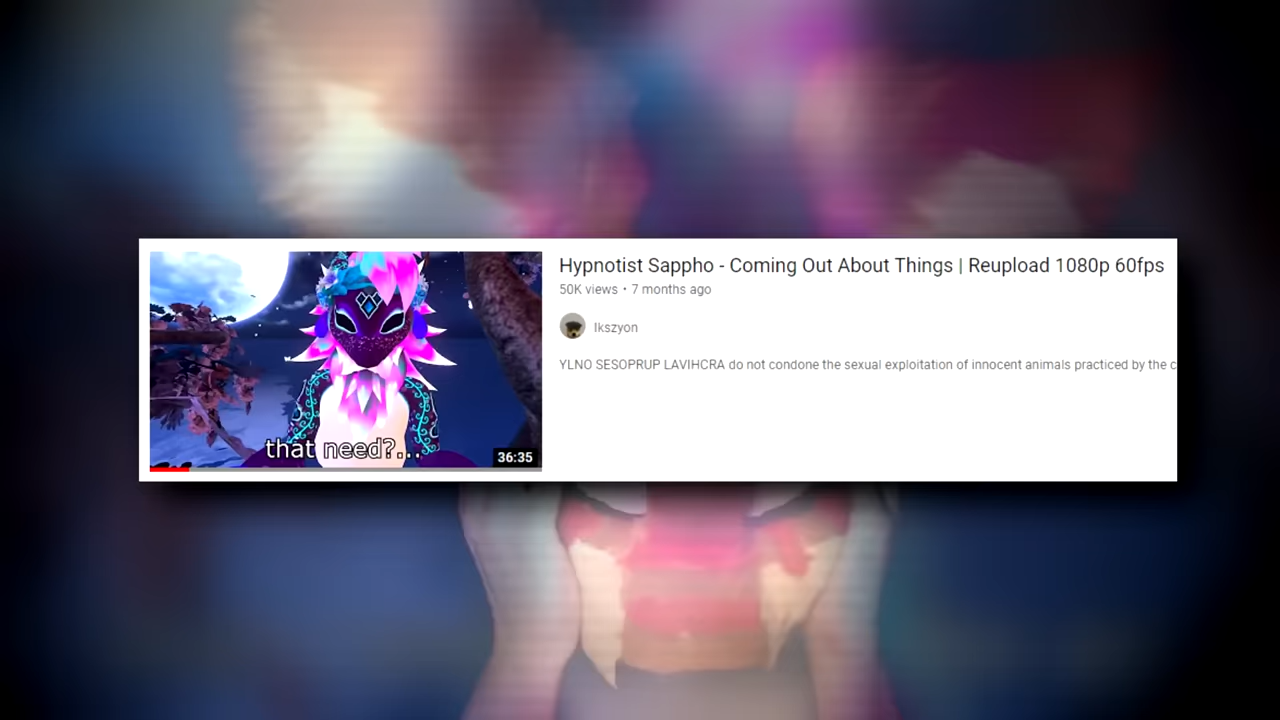 Hypnotist Sappho - Coming Out About Things | Reupload 1080p 60fps
50K views • 7 months ago
Ikszyon
YLNO SESOPRUP LAVIHCRA do not condone the sexual exploitation of innocent animals practiced by the c
that need?...
36:35